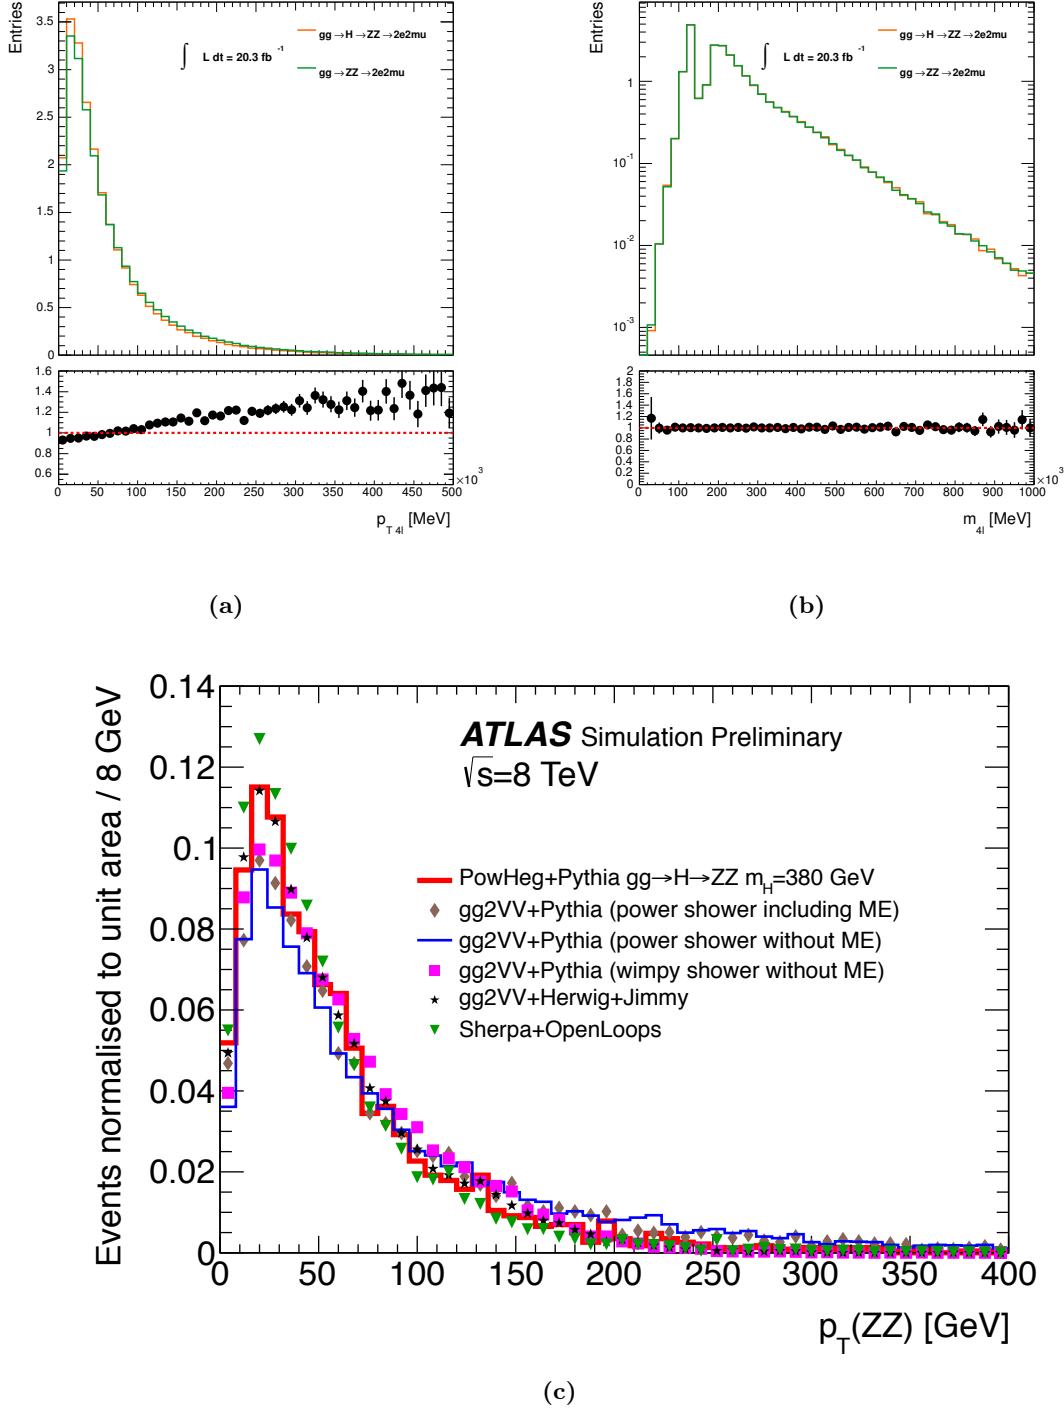 Entries
3.5
3
2.5
2
1.5
1
0.5
0
gg→H→ZZ→2e2mu
∫ L dt = 20.3 fb⁻¹
gg→ZZ→2e2mu
1.6
1.4
1.2
1
0.8
0.6
0 50 100 150 200 250 300 350 400 450 500
×10³
p_T 4l [MeV]
(a)
Entries
1
10⁻¹
10⁻²
10⁻³
gg→H→ZZ→2e2mu
∫ L dt = 20.3 fb⁻¹
gg→ZZ→2e2mu
2
1.8
1.6
1.4
1.2
1
0.8
0.6
0.4
0.2
0
0 100 200 300 400 500 600 700 800 900 1000
×10³
m_4l [MeV]
(b)
Events normalised to unit area / 8 GeV
0.14
0.12
0.1
0.08
0.06
0.04
0.02
0
ATLAS Simulation Preliminary
√s=8 TeV
PowHeg+Pythia gg→H→ZZ m_H=380 GeV
gg2VV+Pythia (power shower including ME)
gg2VV+Pythia (power shower without ME)
gg2VV+Pythia (wimpy shower without ME)
gg2VV+Herwig+Jimmy
Sherpa+OpenLoops
0 50 100 150 200 250 300 350 400
p_T(ZZ) [GeV]
(c)